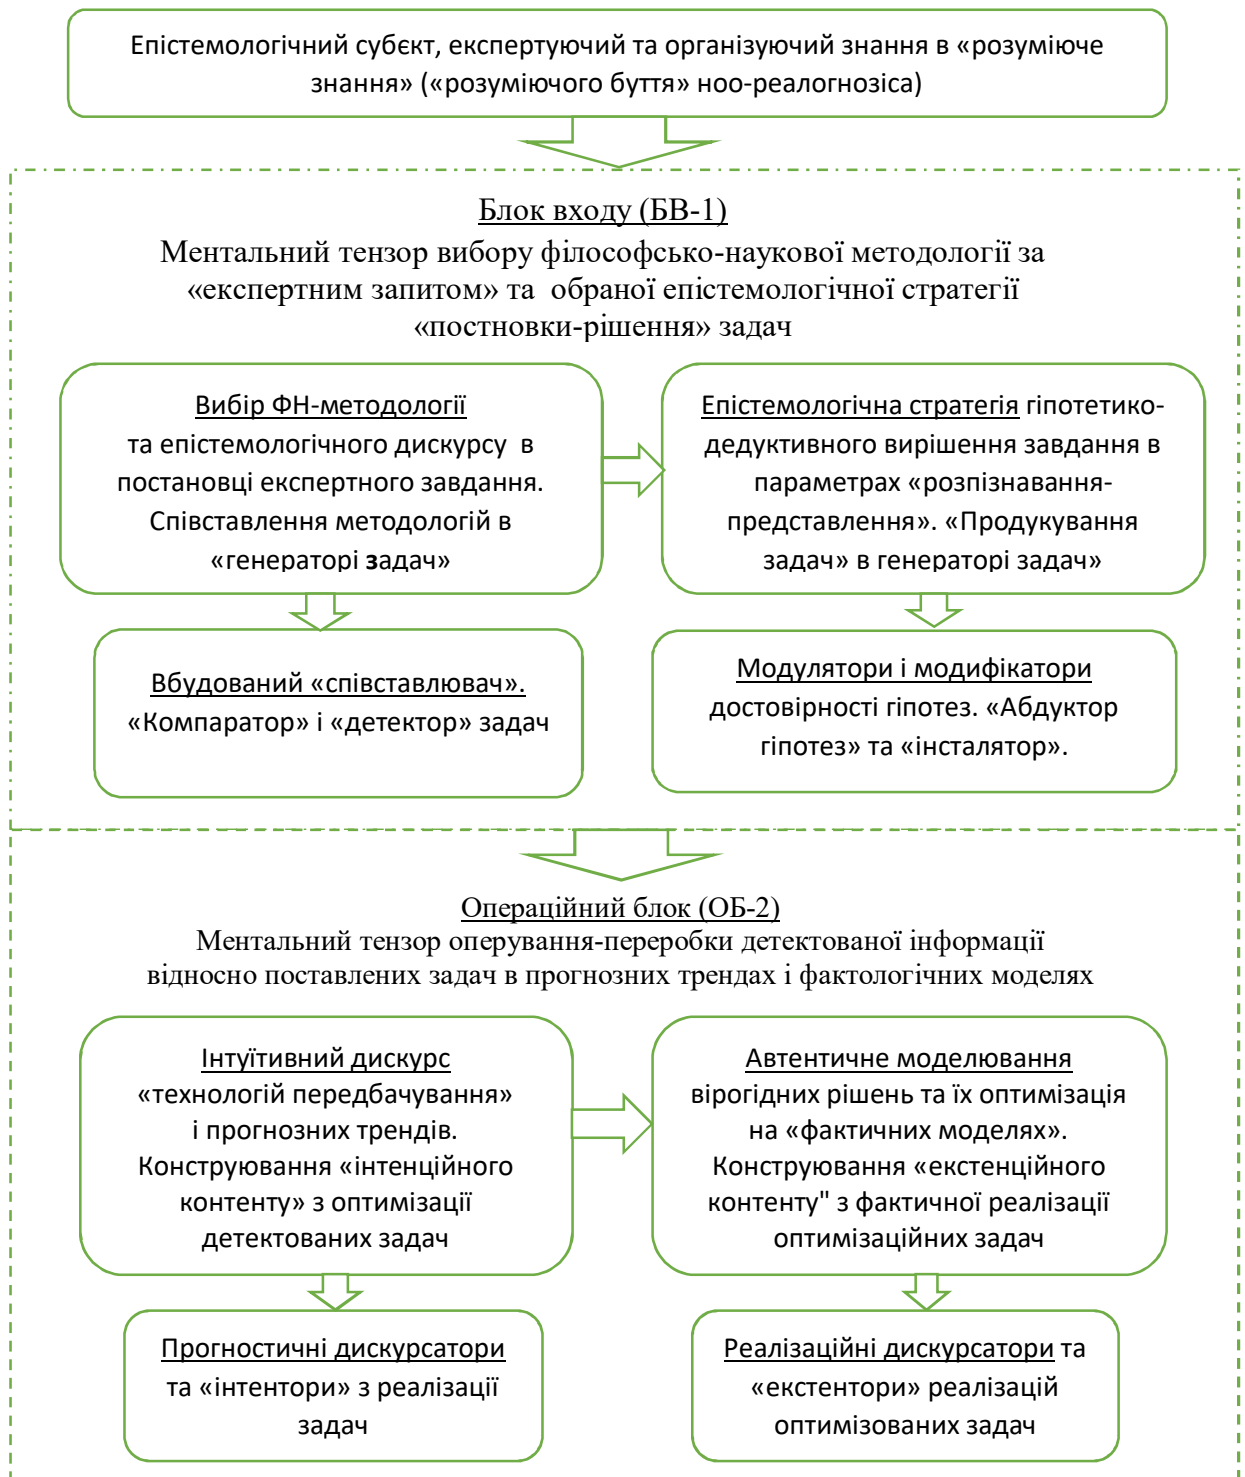 Епістемологічний субєкт, експертуючий та організуючий знання в «розуміюче
знання» («розуміючого буття» ноо-реалогнозіса)
Блок входу (БВ-1)
Ментальний тензор вибору філософсько-наукової методології за
«експертним запитом» та обраної епістемологічної стратегії
«постновки-рішення» задач
Вибір ФН-методології
та епістемологічного дискурсу в
постановці експертного завдання.
Співставлення методологій в
«генераторі задач»
Епістемологічна стратегія гіпотетико-
дедуктивного вирішення завдання в
параметрах «розпізнавання-
представлення». «Продукування
задач» в генераторі задач»
Вбудований «співставлювач».
«Компаратор» і «детектор» задач
Модулятори і модифікатори
достовірності гіпотез. «Абдуктор
гіпотез» та «інсталятор».
Операційний блок (ОБ-2)
Ментальний тензор оперування-переробки детектованої інформації
відносно поставлених задач в прогнозних трендах і фактологічних моделях
Інтуїтивний дискурс
«технологій передбачування»
і прогнозних трендів.
Конструювання «інтенційного
контенту» з оптимізації
детектованих задач
Автентичне моделювання
вірогідних рішень та їх оптимізація
на «фактичних моделях».
Конструювання «екстенційного
контенту" з фактичної реалізації
оптимізаційних задач
Прогностичні дискурсатори
та «інтентори» з реалізації
задач
Реалізаційні дискурсатори та
«екстентори» реалізацій
оптимізованих задач